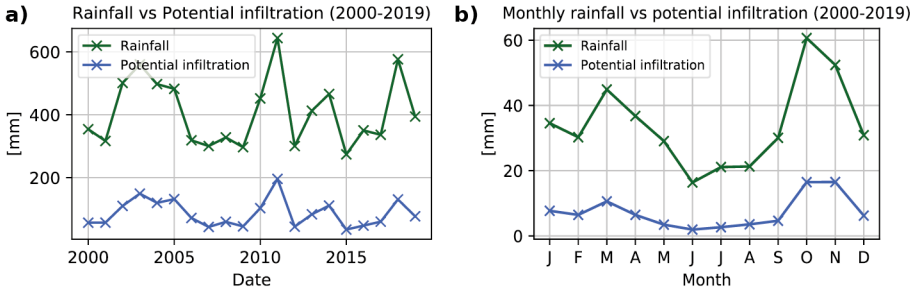 a) Rainfall vs Potential infiltration (2000-2019)
Rainfall
Potential infiltration
600
400
200
[mm]
2000 2005 2010 2015
Date
b) Monthly rainfall vs potential infiltration (2000-2019)
Rainfall
Potential infiltration
60
40
20
0
[mm]
J F M A M J J A S O N D
Month